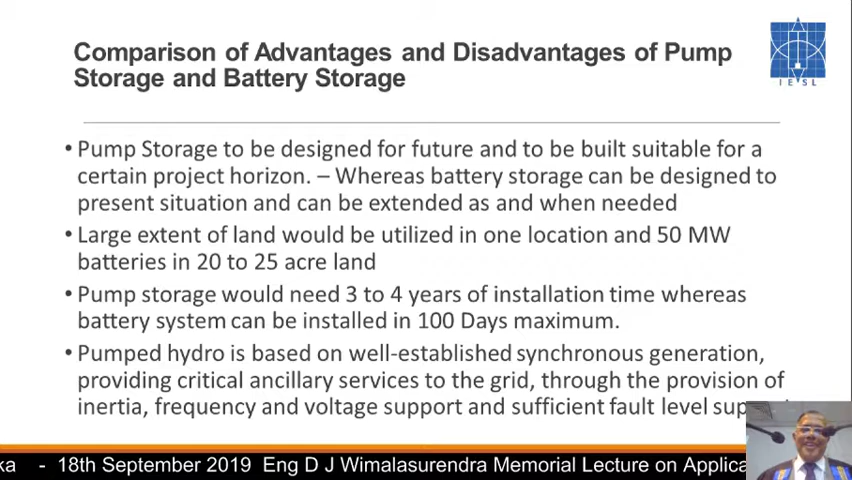 Comparison of Advantages and Disadvantages of Pump
Storage and Battery Storage
IESL
• Pump Storage to be designed for future and to be built suitable for a
certain project horizon. – Whereas battery storage can be designed to
present situation and can be extended as and when needed
• Large extent of land would be utilized in one location and 50 MW
batteries in 20 to 25 acre land
• Pump storage would need 3 to 4 years of installation time whereas
battery system can be installed in 100 Days maximum.
• Pumped hydro is based on well-established synchronous generation,
providing critical ancillary services to the grid, through the provision of
inertia, frequency and voltage support and sufficient fault level
ka - 18th September 2019 Eng D J Wimalasurendra Memorial Lecture on Applica